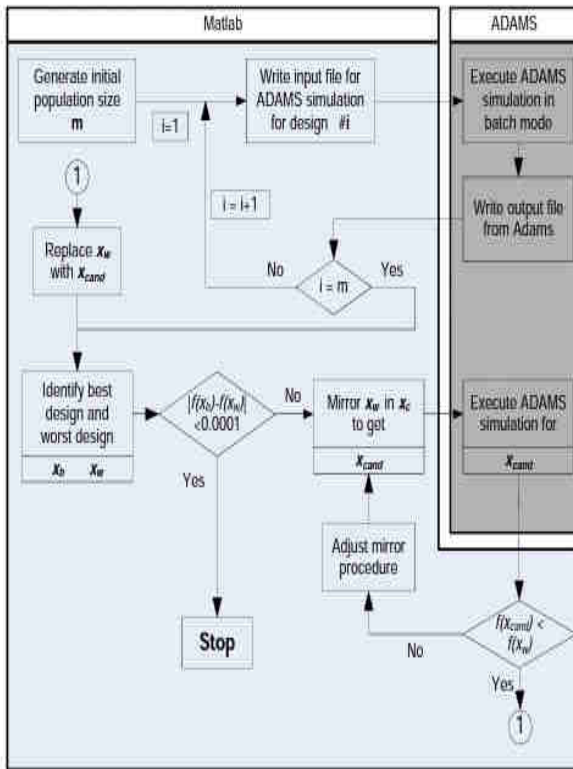 Matlab
ADAMS
Generate initial
population size
m
i=1
Write input file for
ADAMS simulation
for design #i
Execute ADAMS
simulation in
batch mode
1
i = i+1
Write output file
from Adams
Replace xw
with xcand
No
i = m
Yes
Identify best
design and
worst design
xb xw
|f(xb)-f(xw)|
<0.0001
No
Yes
Mirror xw in xc
to get
xcand
Execute ADAMS
simulation for
xcand
Adjust mirror
procedure
Stop
f(xcand) <
f(xw)
No
Yes
1